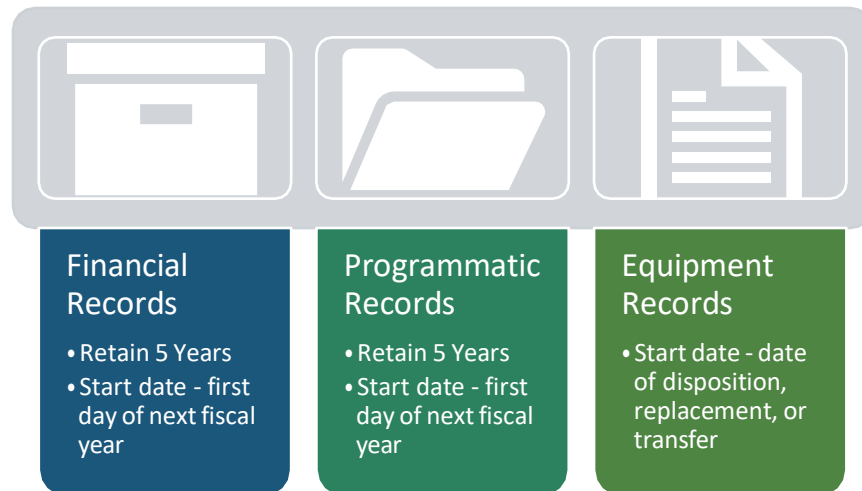 Financial
Records
•Retain 5 Years
•Start date - first
day of next fiscal
year
Programmatic
Records
•Retain 5 Years
•Start date - first
day of next fiscal
year
Equipment
Records
•Start date - date
of disposition,
replacement, or
transfer